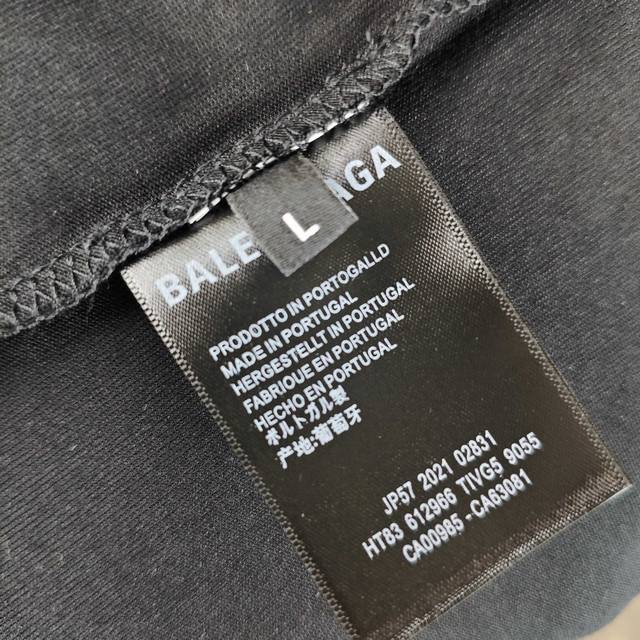 BALE AGA
L
PRODOTTO IN PORTOGALLD
MADE IN PORTUGAL
HERGESTELLT IN PORTUGAL
FABRIQUE EN PORTUGAL
HECHO EN PORTUGAL
ポルトガル製
产地:葡萄牙
JP57 2021 02831
HT83 612966 TIVG5 9055
CA00985-CA63081